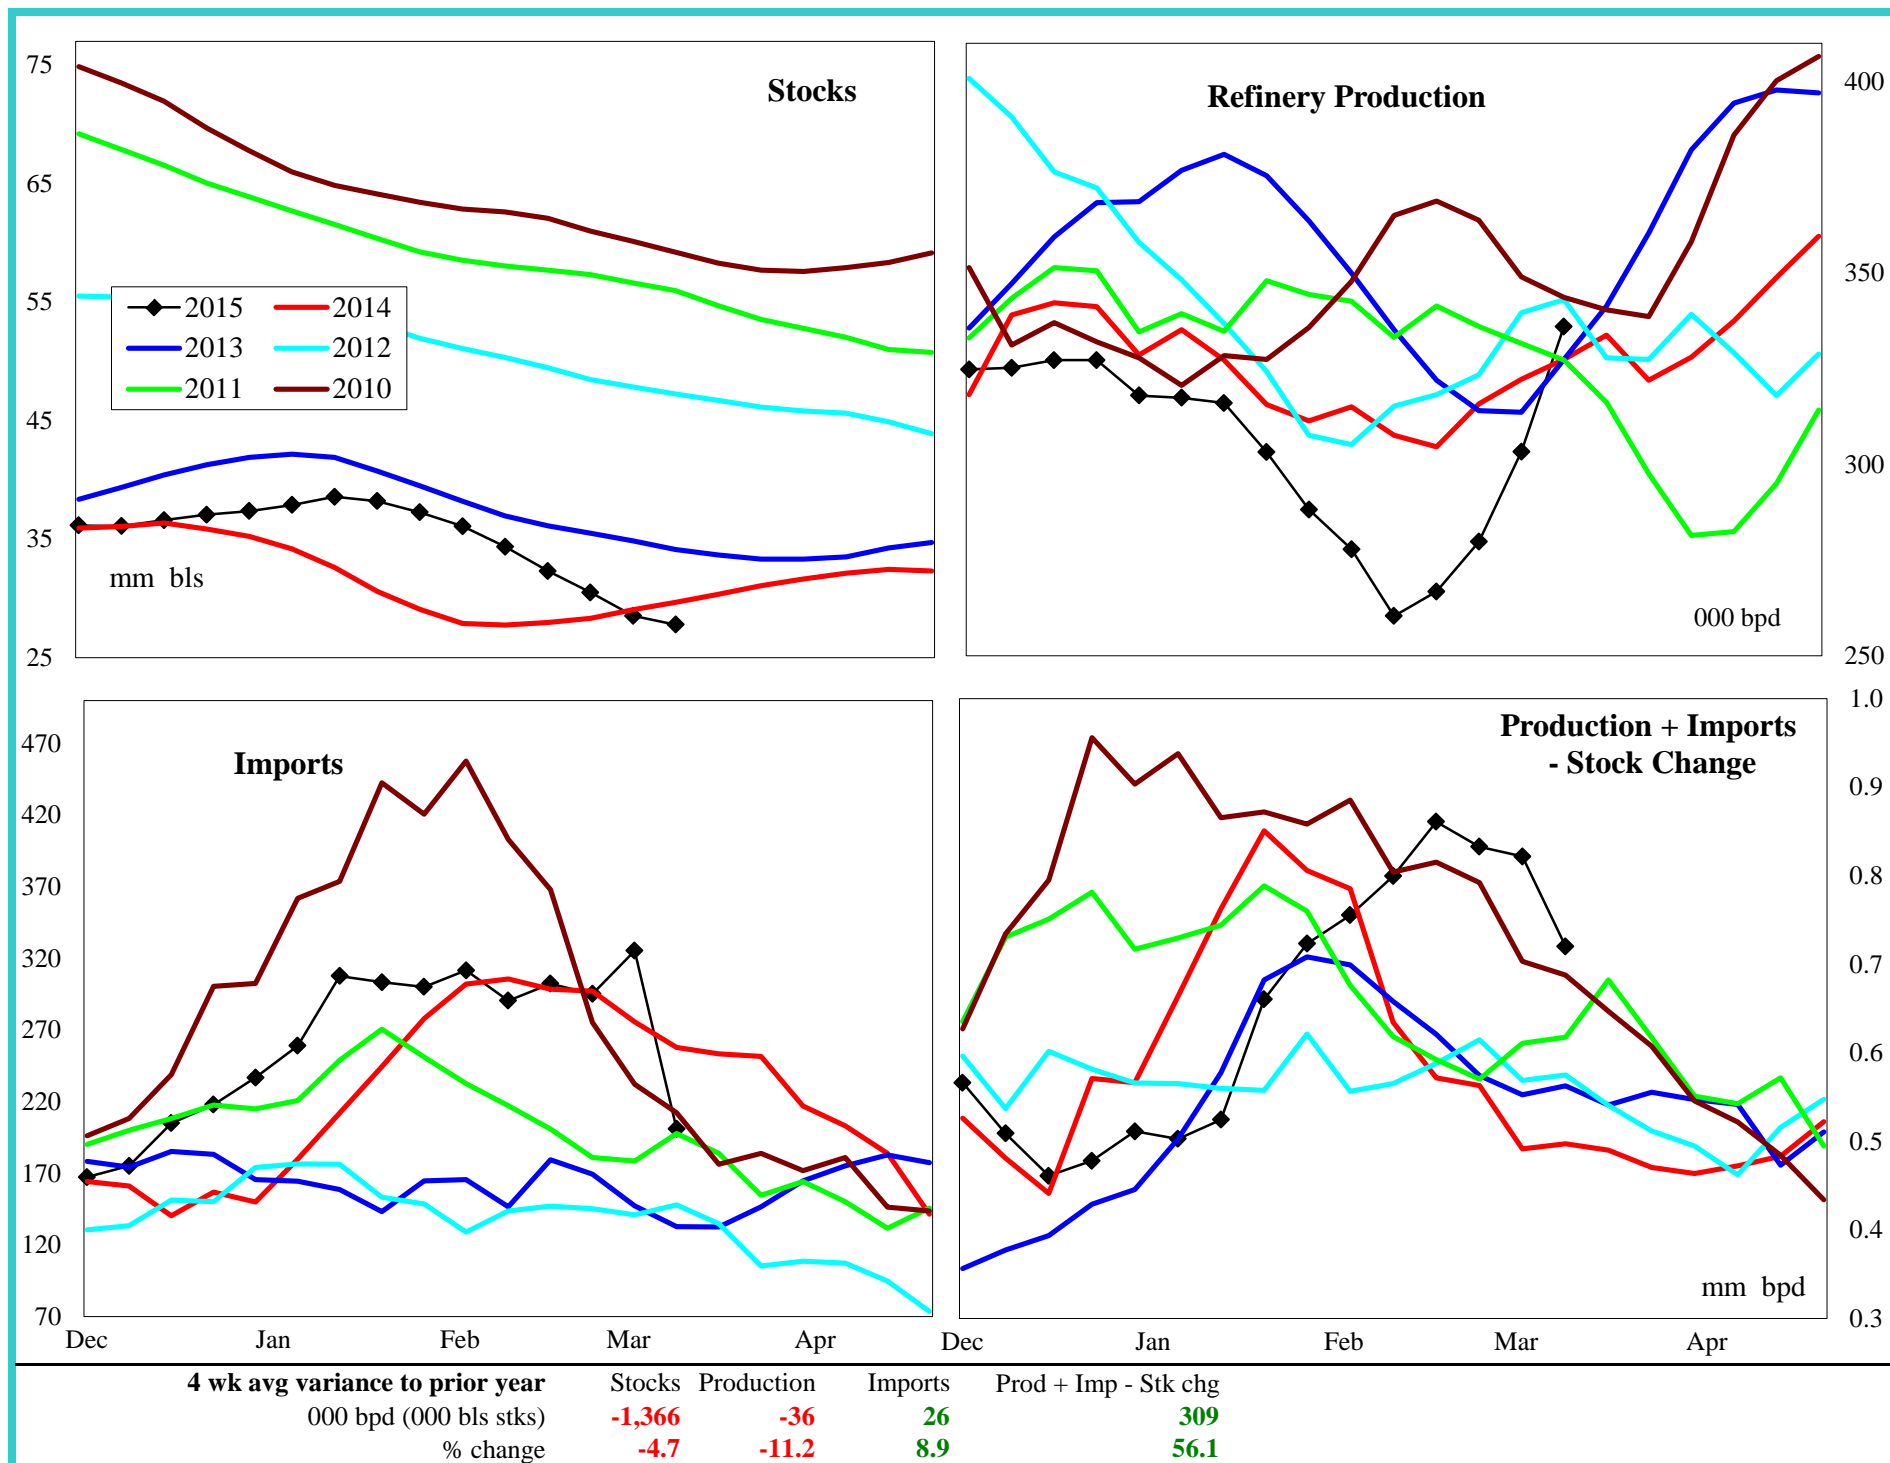 Stocks
75
65
55
45
35
25
2015
2014
2013
2012
2011
2010
mm bls
Refinery Production
400
350
300
250
000 bpd
Imports
470
420
370
320
270
220
170
120
70
Dec Jan Feb Mar Apr
Production + Imports
- Stock Change
1.0
0.9
0.8
0.7
0.6
0.5
0.4
0.3
mm bpd
Dec Jan Feb Mar Apr
4 wk avg variance to prior year Stocks Production Imports Prod + Imp - Stk chg
000 bpd (000 bls stks) -1,366 -36 26 309
% change -4.7 -11.2 8.9 56.1